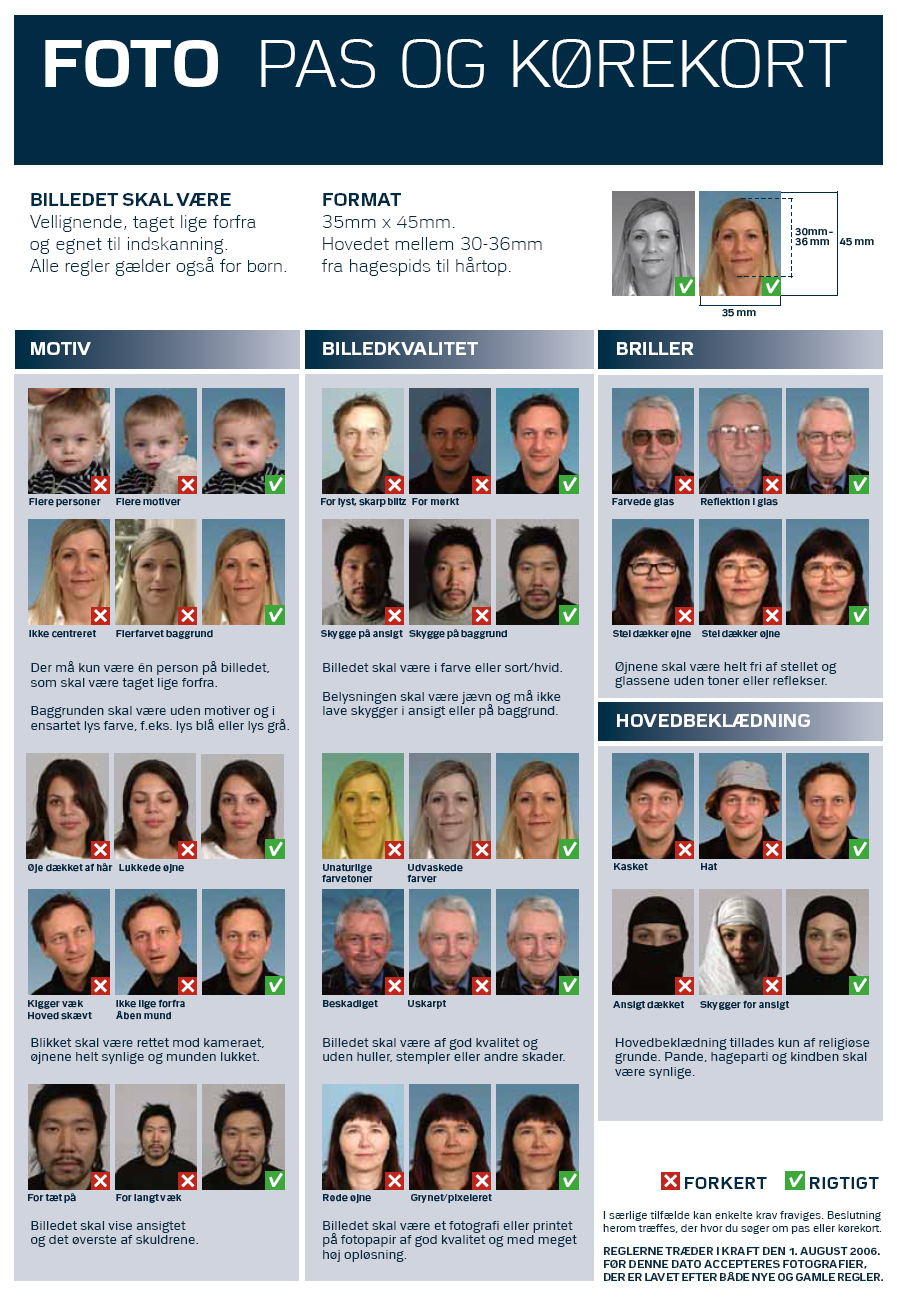 FOTO PAS OG KØREKORT
BILLEDET SKAL VÆRE
Vellignende, taget lige forfra
og egnet til indskanning.
Alle regler gælder også for børn.
FORMAT
35mm x 45mm.
Hovedet mellem 30-36mm
fra hagespids til hårtop.
30mm-
36 mm
45 mm
35 mm
MOTIV
Flere personer
Flere motiver
Ikke centreret
Flerfarvet baggrund
Der må kun være én person på billedet,
som skal være taget lige forfra.
Baggrunden skal være uden motiver og i
ensartet lys farve, f.eks. lys blå eller lys grå.
Øje dækket af hår
Lukkede øjne
Kigger væk
Hoved skævt
Ikke lige forfra
Åben mund
Blikket skal være rettet mod kameraet,
øjnene helt synlige og munden lukket.
For tæt på
For langt væk
Billedet skal vise ansigtet
og det øverste af skuldrene.
BILLEDKVALITET
For lyst, skarp blitz
For mørkt
Skygge på ansigt
Skygge på baggrund
Billedet skal være i farve eller sort/hvid.
Belysningen skal være jævn og må ikke
lave skygger i ansigt eller på baggrund.
Unaturlige
farvetoner
Udvaskede
farver
Beskadiget
Uskarpt
Billedet skal være af god kvalitet og
uden huller, stempler eller andre skader.
Røde øjne
Grynet/pixeleret
Billedet skal være et fotografi eller printet
på fotopapir af god kvalitet og med meget
høj opløsning.
BRILLER
Farvede glas
Reflektion i glas
Stel dækker øjne
Stel dækker øjne
Øjnene skal være helt fri af stellet og
glassene uden toner eller reflekser.
HOVEDBEKLÆDNING
Kasket
Hat
Ansigt dækket
Skygger for ansigt
Hovedbeklædning tillades kun af religiøse
grunde. Pande, hageparti og kindben skal
være synlige.
FORKERT
RIGTIGT
I særlige tilfælde kan enkelte krav fraviges. Beslutning
herom træffes, der hvor du søger om pas eller kørekort.
REGLERNE TRÆDER I KRAFT DEN 1. AUGUST 2006.
FØR DENNE DATO ACCEPTERES FOTOGRAFIER,
DER ER LAVET EFTER BÅDE NYE OG GAMLE REGLER.